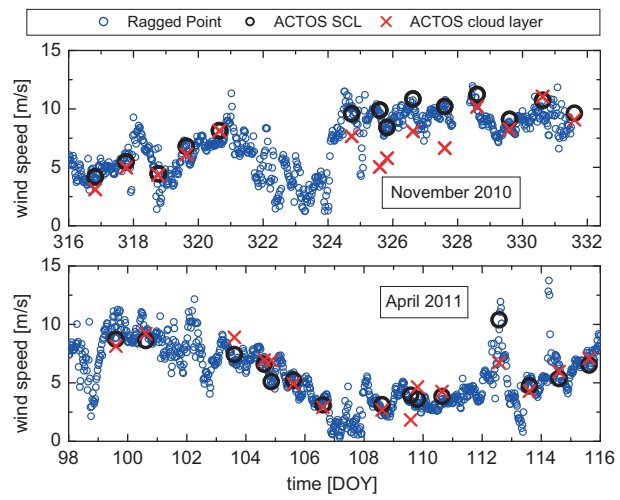 Ragged Point ACTOS SCL ACTOS cloud layer
15
10
5
0
wind speed [m/s]
November 2010
316 318 320 322 324 326 328 330 332
15
10
5
0
wind speed [m/s]
April 2011
98 100 102 104 106 108 110 112 114 116
time [DOY]